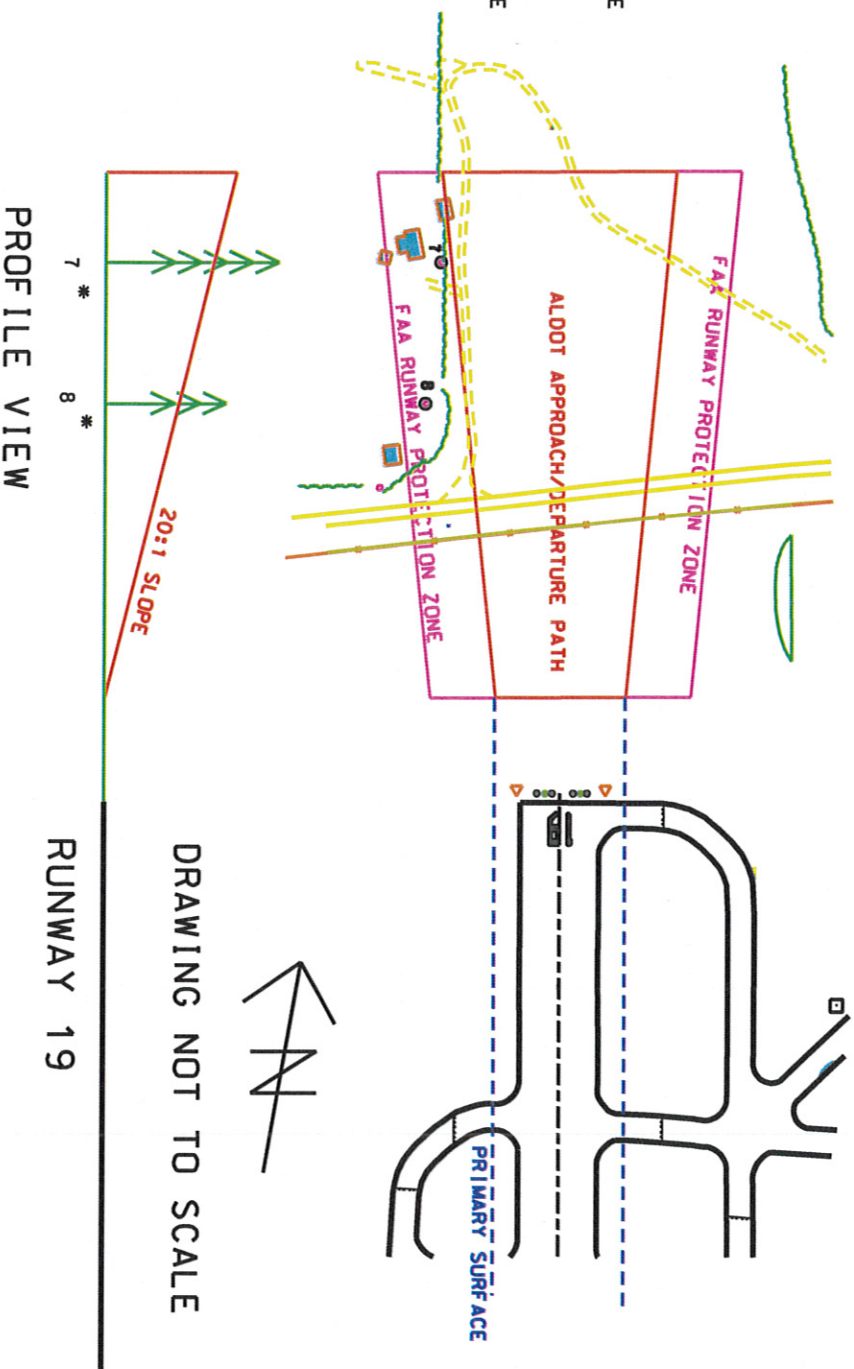 E
E
FAA RUNWAY PROTECTION ZONE
ALDOT APPROACH/DEPARTURE PATH
7
8
FAA RUNWAY PROTECTION ZONE
PRIMARY SURFACE
7 *
8 *
20:1 SLOPE
PROFILE VIEW
N
DRAWING NOT TO SCALE
RUNWAY 19